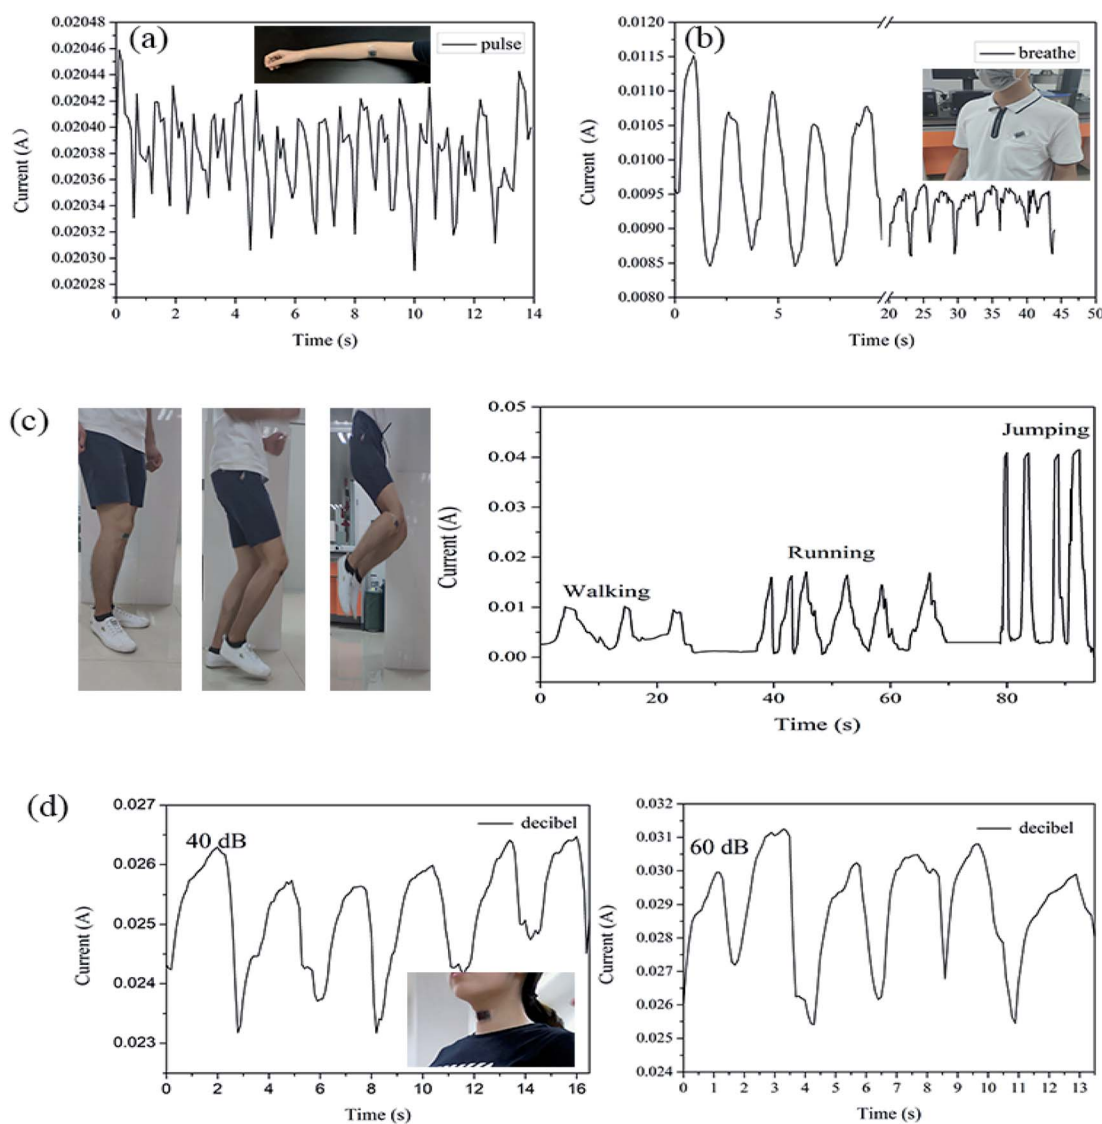 (a)
pulse
0.02048
0.02046
0.02044
0.02042
0.02040
0.02038
0.02036
0.02034
0.02032
0.02030
0.02028
Current (A)
0 2 4 6 8 10 12 14
Time (s)
(b)
breathe
0.0120
0.0115
0.0110
0.0105
0.0100
0.0095
0.0090
0.0085
0.0080
Current (A)
0 5 20 25 30 35 40 45 50
Time (s)
(c)
0.05
0.04
0.03
0.02
0.01
0.00
Current (A)
Walking
Running
Jumping
0 20 40 60 80
Time (s)
(d)
40 dB
decibel
0.027
0.026
0.025
0.024
0.023
Current (A)
0 2 4 6 8 10 12 14 16
Time (s)
60 dB
decibel
0.032
0.031
0.030
0.029
0.028
0.027
0.026
0.025
0.024
Current (A)
0 1 2 3 4 5 6 7 8 9 10 11 12 13
Time (s)